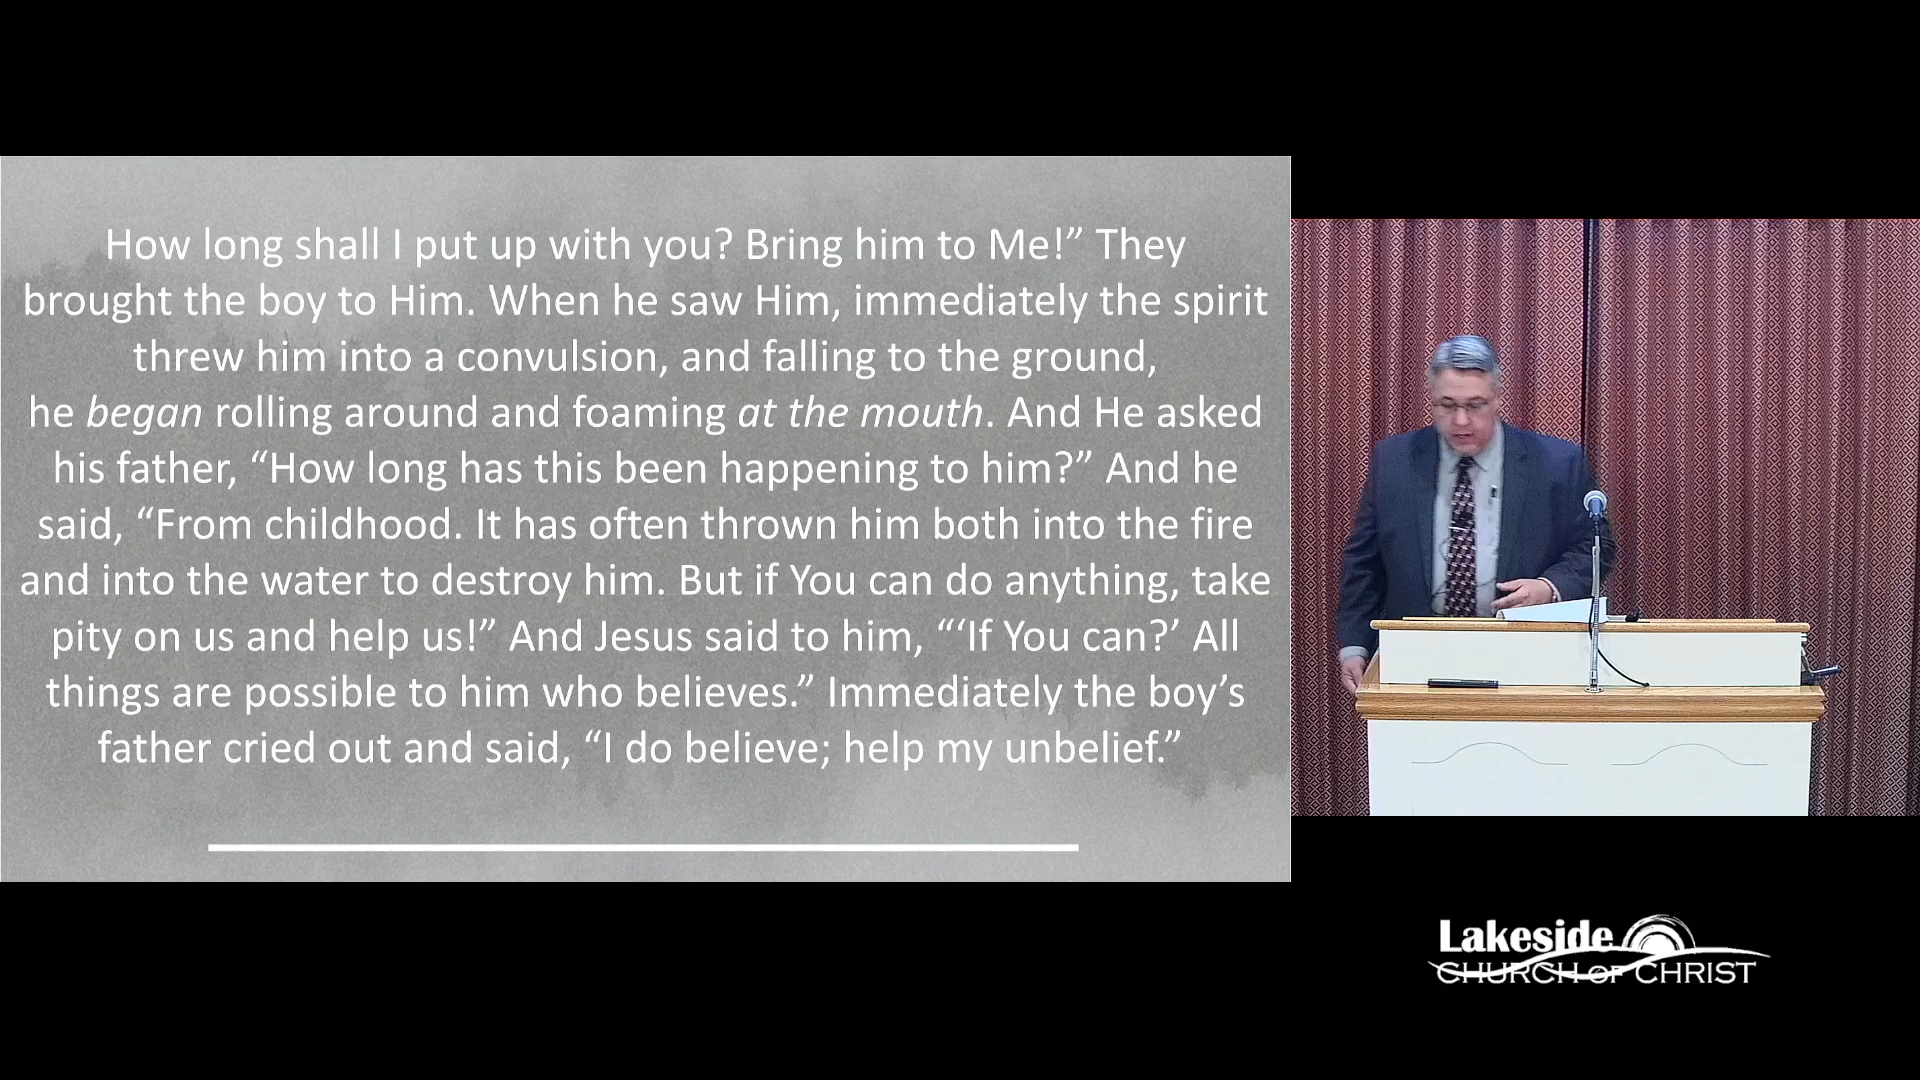 How long shall I put up with you? Bring him to Me!” They
brought the boy to Him. When he saw Him, immediately the spirit
threw him into a convulsion, and falling to the ground,
he began rolling around and foaming at the mouth. And He asked
his father, “How long has this been happening to him?” And he
said, “From childhood. It has often thrown him both into the fire
and into the water to destroy him. But if You can do anything, take
pity on us and help us!” And Jesus said to him, “‘If You can?’ All
things are possible to him who believes.” Immediately the boy’s
father cried out and said, “I do believe; help my unbelief.”
Lakeside
CHURCH OF CHRIST